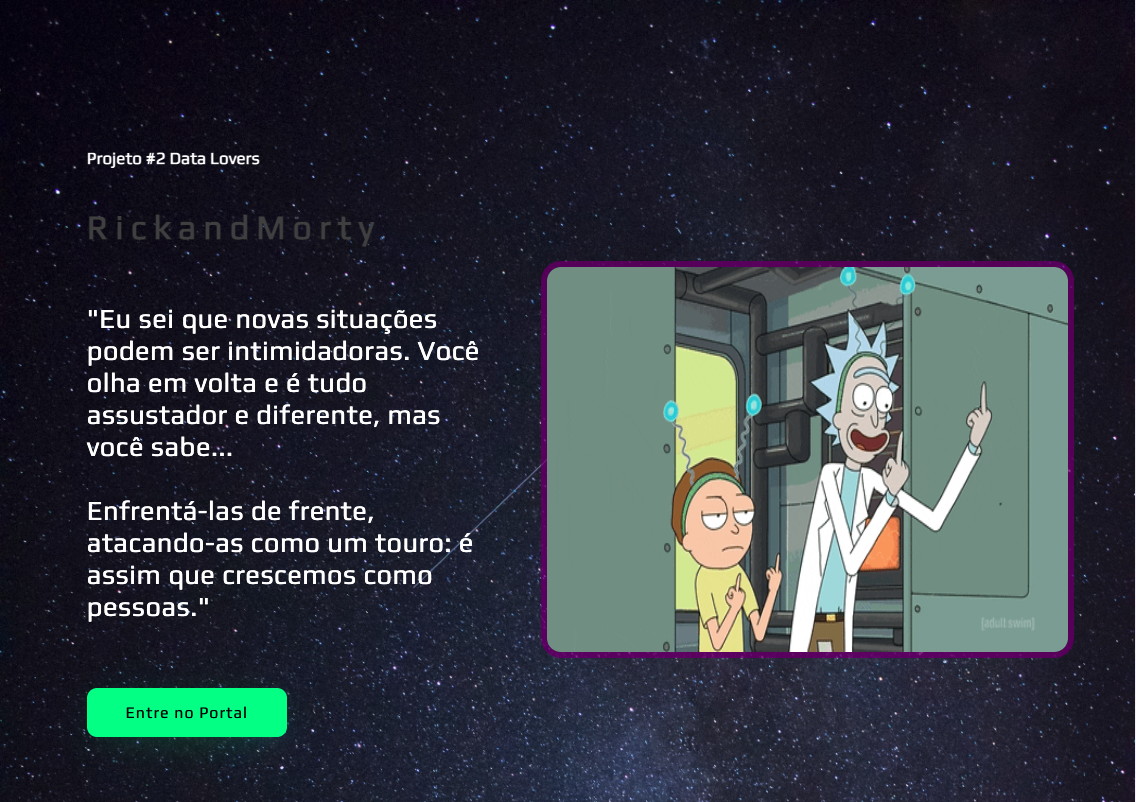 Projeto #2 Data Lovers
RickandMorty
"Eu sei que novas situações
podem ser intimidadoras. Você
olha em volta e é tudo
assustador e diferente, mas
você sabe...
Enfrentá-las de frente,
atacando-as como um touro: é
assim que crescemos como
pessoas."
Entre no Portal
[adult swim]